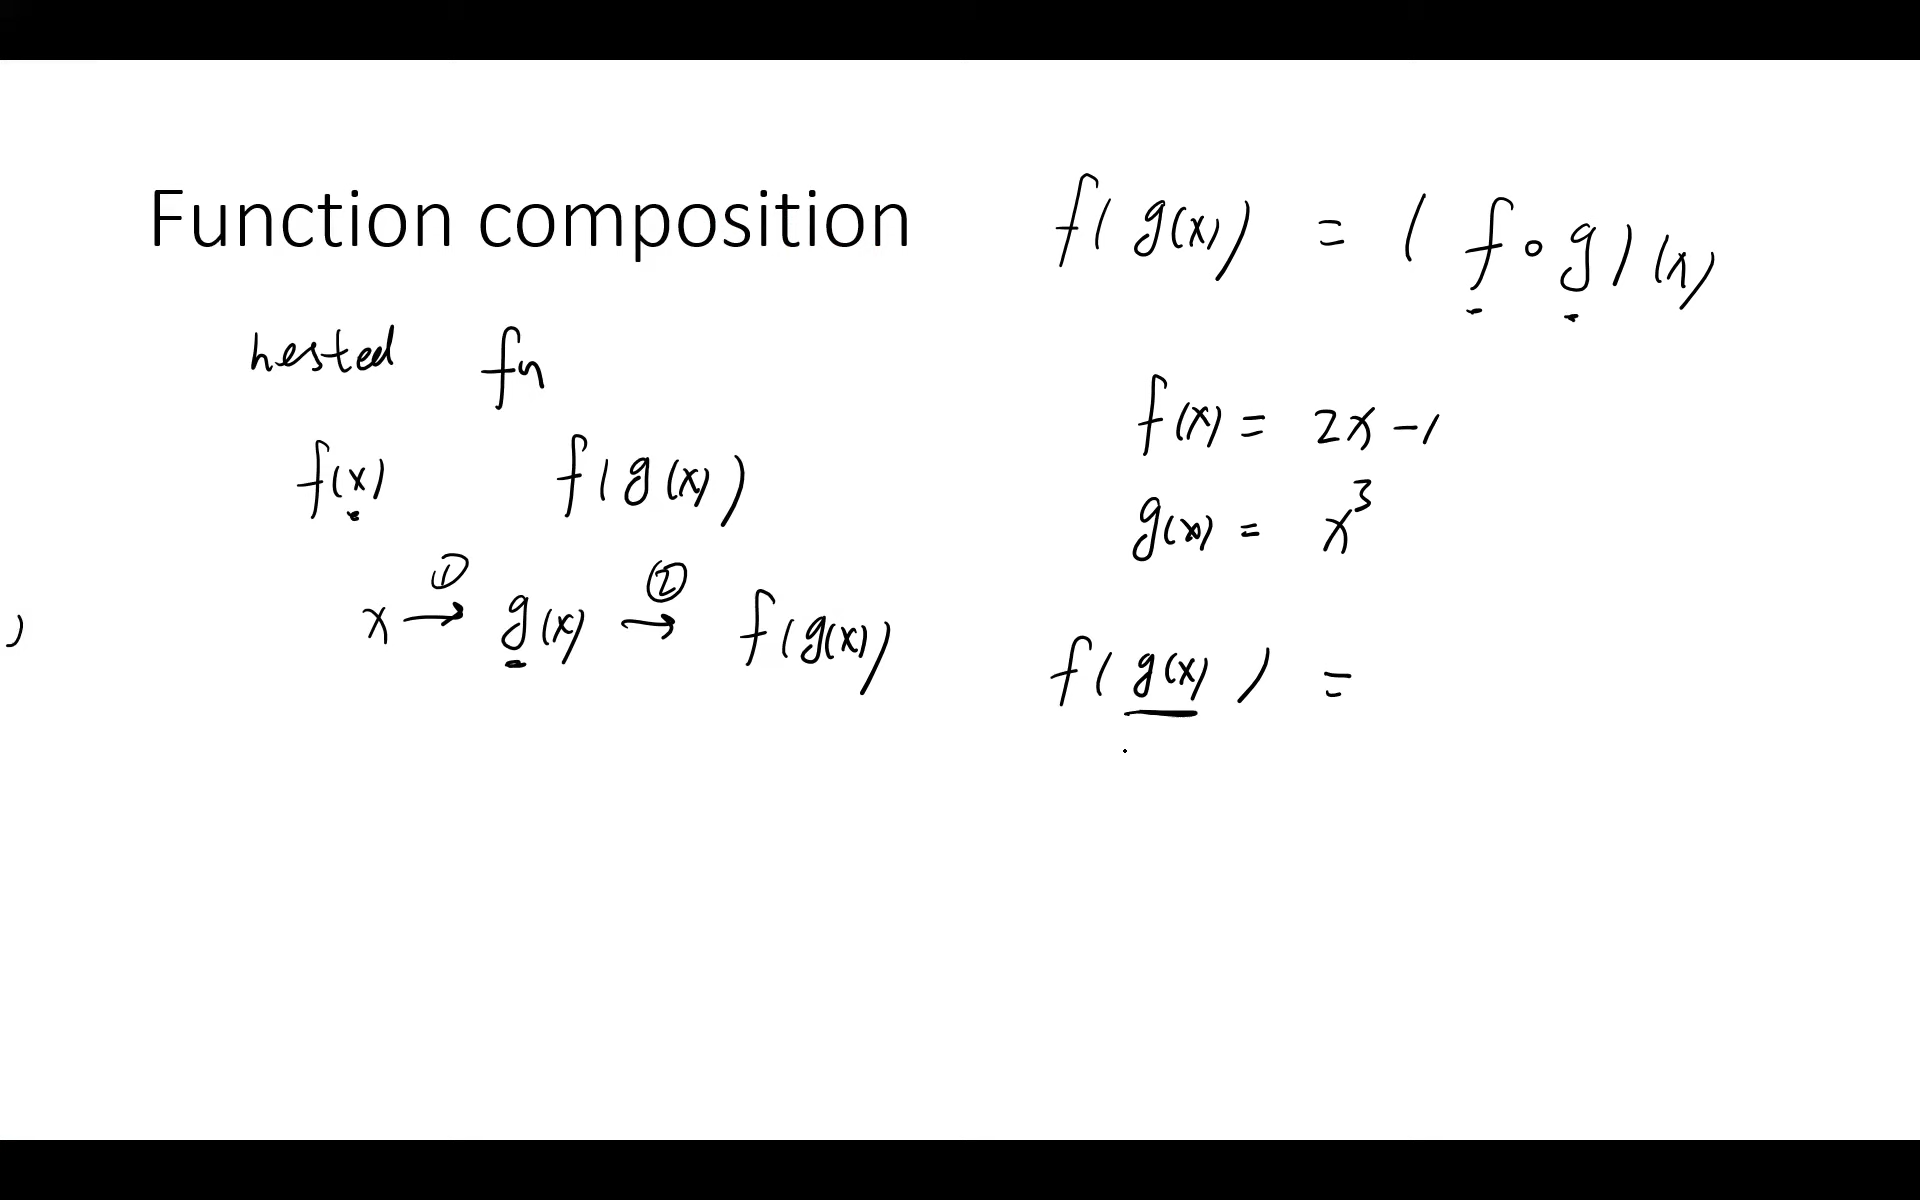 Function composition
nested fn
f(x) f(g(x))
x →① g(x) →② f(g(x))
f(g(x)) = (f∘g)(x)
f(x) = 2x-1
g(x) = x³
f(g(x)) =